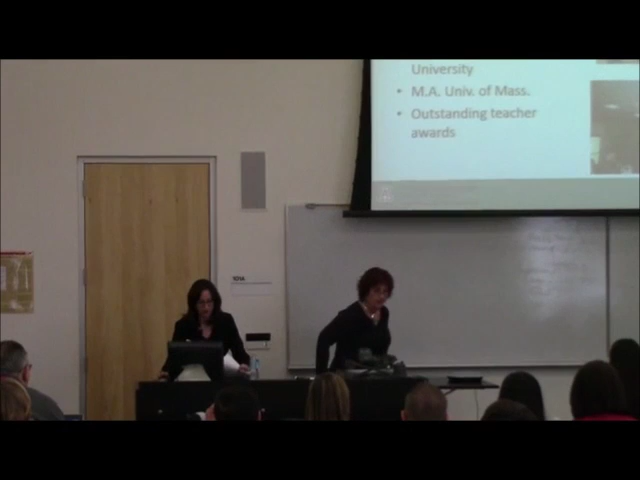 University
• M.A. Univ. of Mass.
• Outstanding teacher
awards